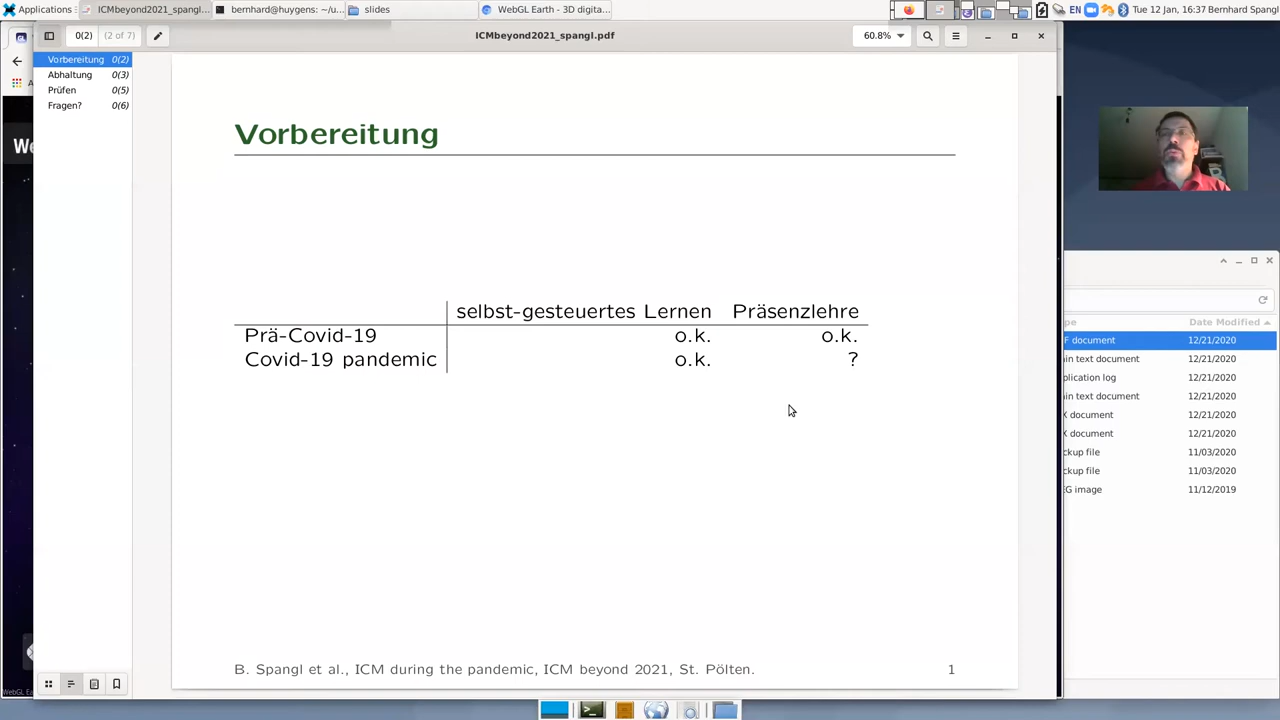 Applications
ICMbeyond2021_spangl....
bernhard@huygens: ~/u...
slides
WebGL Earth - 3D digita...
EN
Tue 12 Jan, 16:37 Bernhard Spangl
0(2)
(2 of 7)
ICMbeyond2021_spangl.pdf
60.8%
Vorbereitung 0(2)
Abhaltung 0(3)
Prüfen 0(5)
Fragen? 0(6)
Vorbereitung
selbst-gesteuertes Lernen Präsenzlehre
Prä-Covid-19 o.k. o.k.
Covid-19 pandemic o.k. ?
B. Spangl et al., ICM during the pandemic, ICM beyond 2021, St. Pölten. 1
We
WebGL Ea
pe Date Modified
F document 12/21/2020
in text document 12/21/2020
plication log 12/21/2020
in text document 12/21/2020
X document 12/21/2020
X document 12/21/2020
ckup file 11/03/2020
ckup file 11/03/2020
EG image 11/12/2019